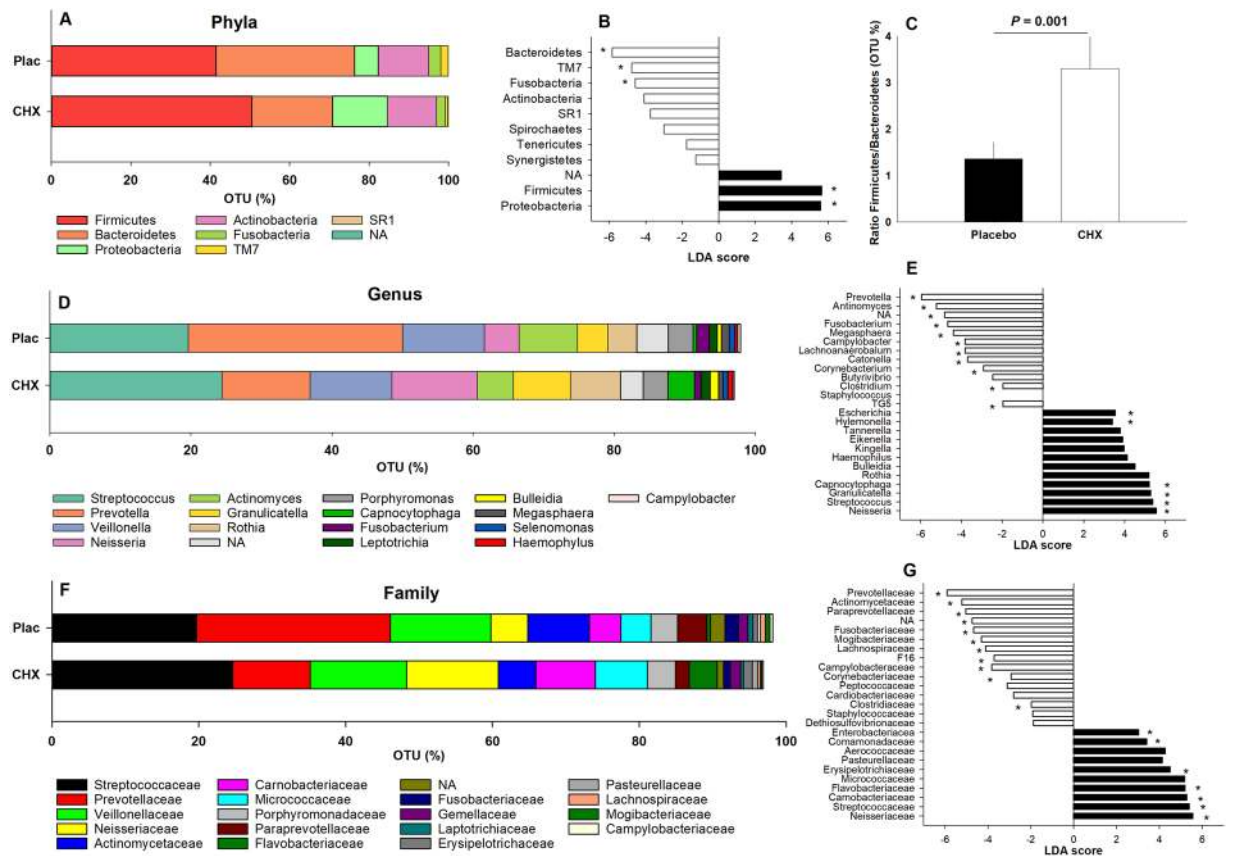 A
Phyla
Plac
CHX
0 20 40 60 80 100
OTU (%)
Firmicutes
Bacteroidetes
Proteobacteria
Actinobacteria
Fusobacteria
TM7
SR1
NA
B
Bacteroidetes *
TM7 *
Fusobacteria *
Actinobacteria
SR1
Spirochaetes
Tenericutes
Synergistetes
NA
Firmicutes *
Proteobacteria *
-6 -4 -2 0 2 4 6
LDA score
C
P = 0.001
Ratio Firmicutes/Bacteroidetes (OTU %)
4
3
2
1
0
Placebo CHX
D
Genus
Plac
CHX
0 20 40 60 80 100
OTU (%)
Streptococcus
Prevotella
Veillonella
Neisseria
Actinomyces
Granulicatella
Rothia
NA
Porphyromonas
Capnocytophaga
Fusobacterium
Leptotrichia
Bulleidia
Megasphaera
Selenomonas
Haemophylus
Campylobacter
E
Prevotella *
Antinomyces *
NA *
Fusobacterium *
Megasphaera *
Campylobacter *
Lachnoanaerobalum *
Catonella *
Corynebacterium *
Butyrivibrio
Clostridium *
Staphylococcus
TG5 *
Escherichia *
Hylemonella *
Tannerella
Eikenella
Kingella
Haemophilus
Bulleidia
Rothia
Capnocytophaga *
Granulicatella *
Streptococcus *
Neisseria *
-6 -4 -2 0 2 4 6
LDA score
F
Family
Plac
CHX
0 20 40 60 80 100
OTU (%)
Streptococcaceae
Prevotellaceae
Veillonellaceae
Neisseriaceae
Actinomycetaceae
Carnobacteriaceae
Micrococcaceae
Porphyromonadaceae
Paraprevotellaceae
Flavobacteriaceae
NA
Fusobacteriaceae
Gemellaceae
Laptotrichiaceae
Erysipelotrichaceae
Pasteurellaceae
Lachnospiraceae
Mogibacteriaceae
Campylobacteriaceae
G
Prevotellaceae *
Actinomycetaceae *
Paraprevotellaceae *
NA *
Fusobacteriaceae *
Mogibacteriaceae *
Lachnospiraceae *
F16 *
Campylobacteraceae *
Corynebacteriaceae *
Peptococcaceae
Cardiobacteriaceae
Clostridiaceae *
Staphylococcaceae
Dethiosulfovibrionaceae
Enterobacteriacea *
Comamonadaceae *
Aerococcaceae
Pasteurellaceae
Erysipelotrichiaceae *
Micrococcaceae
Flavobacteriaceae *
Carnobacteriaceae *
Streptococcaceae *
Neisseriaceae *
-6 -4 -2 0 2 4 6
LDA score